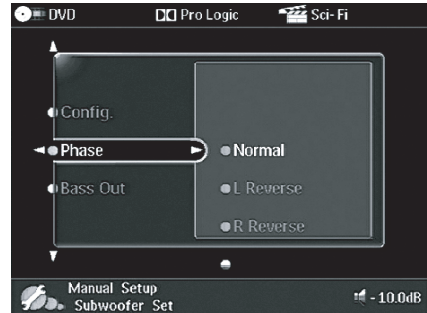 DVD
Pro Logic
Sci-Fi
Config.
Phase
Normal
Bass Out
L Reverse
R Reverse
Manual Setup
Subwoofer Set
-10.0dB